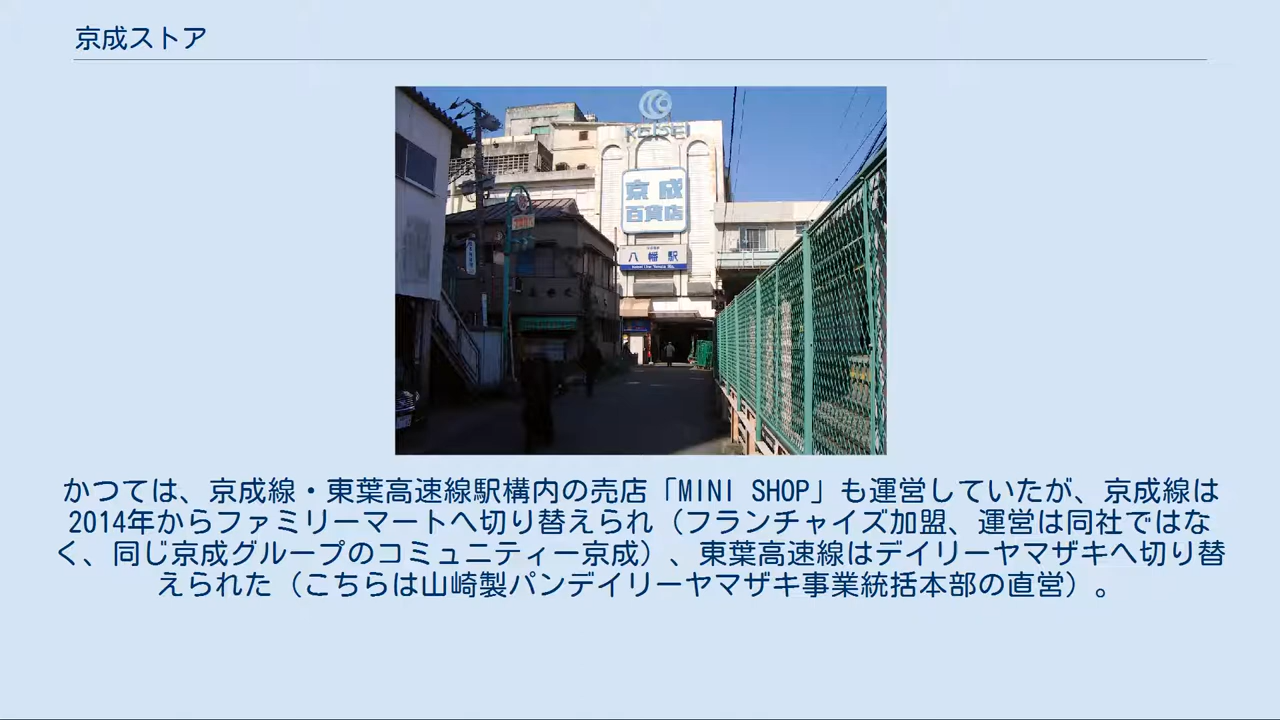 京成ストア
KEISEI
京成
百貨店
八幡駅
かつては、京成線・東葉高速線駅構内の売店「MINI SHOP」も運営していたが、京成線は
2014年からファミリーマートへ切り替えられ（フランチャイズ加盟、運営は同社ではな
く、同じ京成グループのコミュニティー京成）、東葉高速線はデイリーヤマザキへ切り替
えられた（こちらは山崎製パンデイリーヤマザキ事業統括本部の直営）。